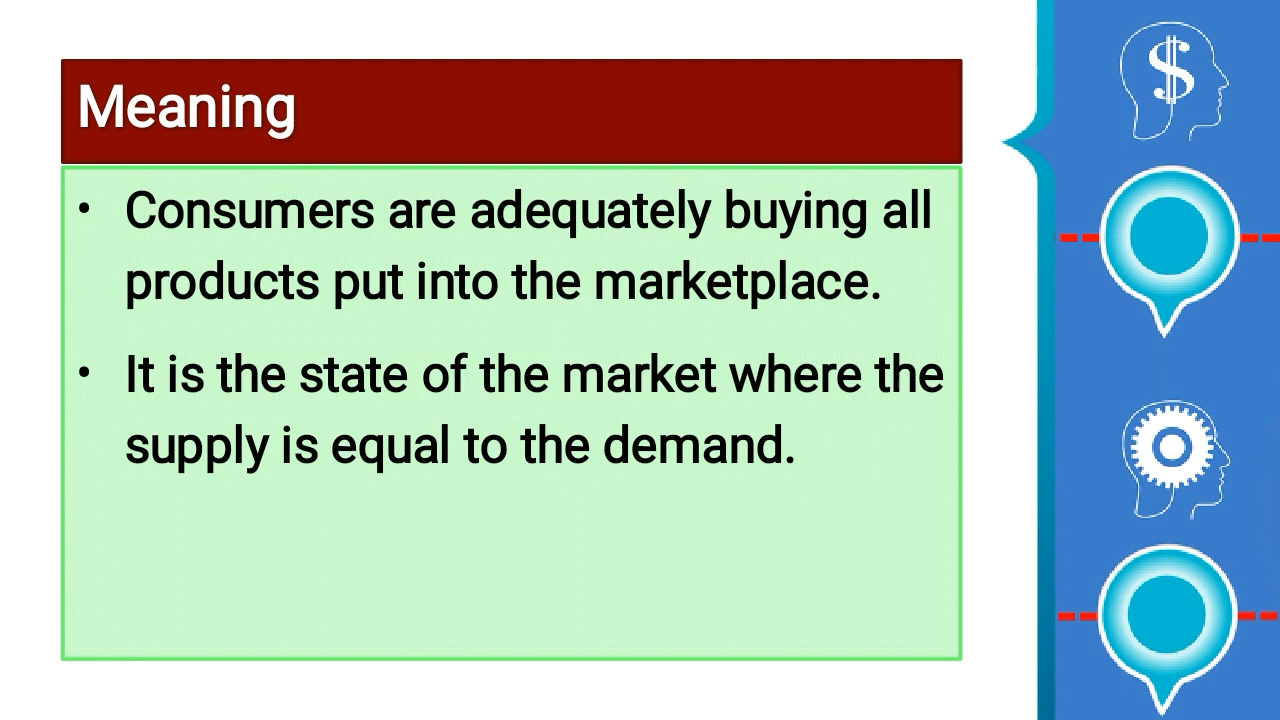 Meaning
• Consumers are adequately buying all
products put into the marketplace.
• It is the state of the market where the
supply is equal to the demand.
$